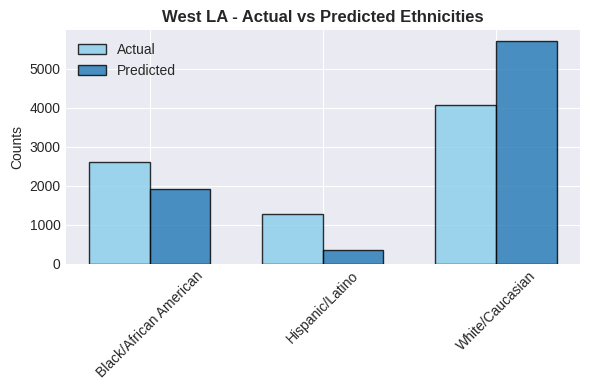 West LA - Actual vs Predicted Ethnicities
Actual
Predicted
Counts
5000
4000
3000
2000
1000
0
Black/African American
Hispanic/Latino
White/Caucasian